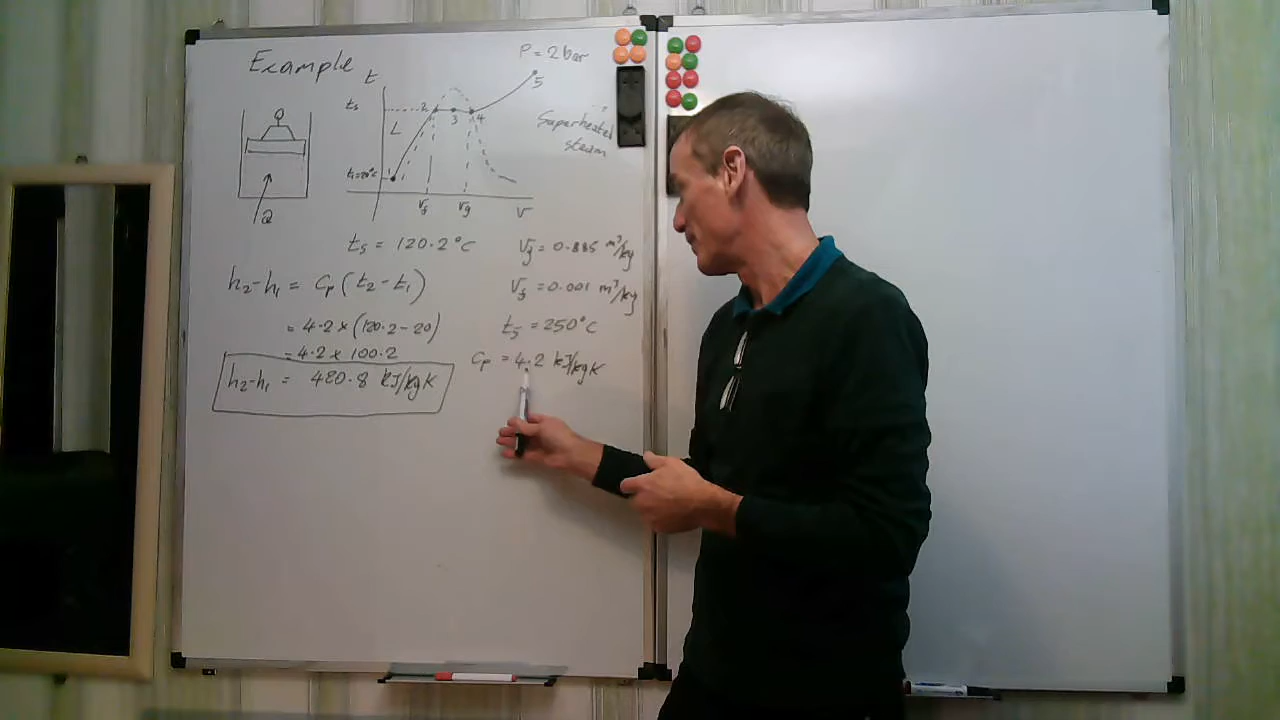 Example
t
P = 2 bar
ts
2
3
4
5
L
Superheated
steam
t1=20°C
Q
vf
vg
v
ts = 120.2°C
vg = 0.885 m³/kg
h2-h1 = Cp(t2-t1)
vf = 0.001 m³/kg
= 4.2 x (120.2-20)
t5 = 250°C
= 4.2 x 100.2
Cp = 4.2 kJ/kgK
h2-h1 = 420.8 kJ/kgK